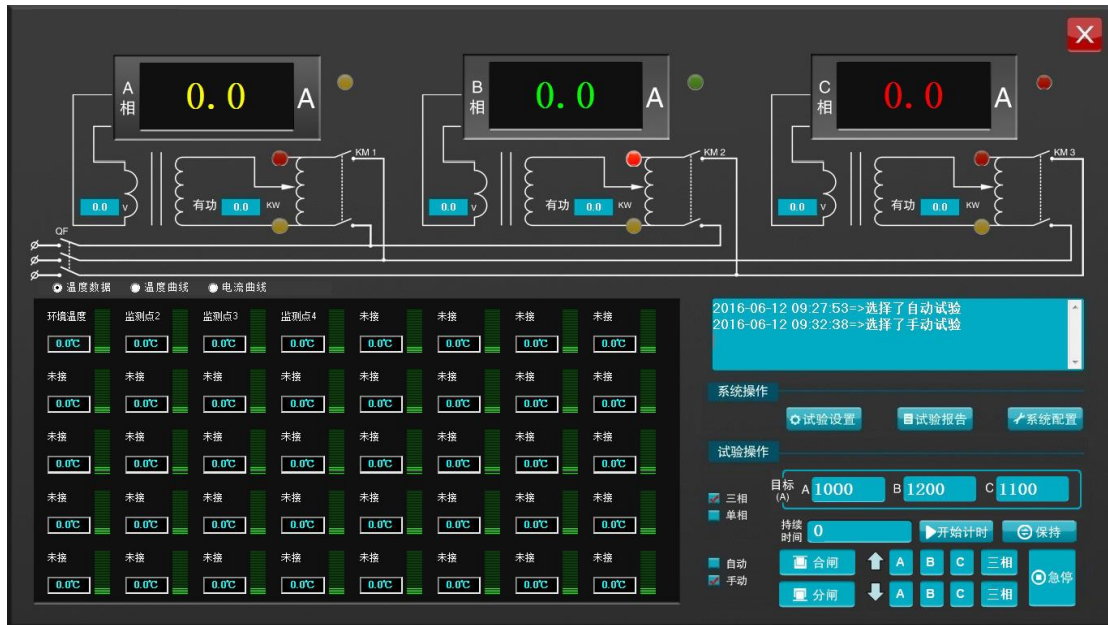 A相 0.0 A
B相 0.0 A
C相 0.0 A
KM 1
KM 2
KM 3
0.0 V 有功 0.0 KW
0.0 V 有功 0.0 KW
0.0 V 有功 0.0 KW
QF
温度数据 温度曲线 电流曲线
环境温度 监测点2 监测点3 监测点4 未接 未接 未接 未接
0.0℃ 0.0℃ 0.0℃ 0.0℃ 0.0℃ 0.0℃ 0.0℃ 0.0℃
未接 未接 未接 未接 未接 未接 未接 未接
0.0℃ 0.0℃ 0.0℃ 0.0℃ 0.0℃ 0.0℃ 0.0℃ 0.0℃
未接 未接 未接 未接 未接 未接 未接 未接
0.0℃ 0.0℃ 0.0℃ 0.0℃ 0.0℃ 0.0℃ 0.0℃ 0.0℃
未接 未接 未接 未接 未接 未接 未接 未接
0.0℃ 0.0℃ 0.0℃ 0.0℃ 0.0℃ 0.0℃ 0.0℃ 0.0℃
未接 未接 未接 未接 未接 未接 未接 未接
0.0℃ 0.0℃ 0.0℃ 0.0℃ 0.0℃ 0.0℃ 0.0℃ 0.0℃
2016-06-12 09:27:53=>选择了自动试验
2016-06-12 09:32:38=>选择了手动试验
系统操作
试验设置 试验报告 系统配置
试验操作
三相
单相
目标(A) A 1000 B 1200 C 1100
持续时间 0 开始计时 保持
自动
手动
合闸 A B C 三相
分闸 A B C 三相
急停